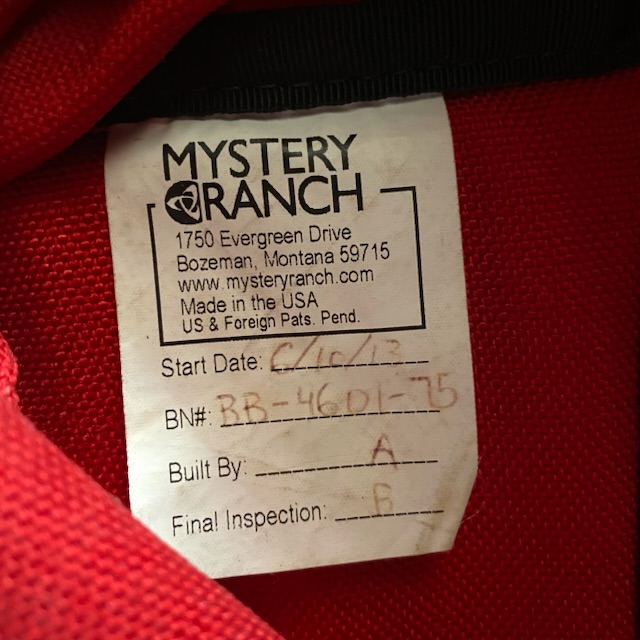 MYSTERY
RANCH
1750 Evergreen Drive
Bozeman, Montana 59715
www.mysteryranch.com
Made in the USA
US & Foreign Pats. Pend.
Start Date: 6/10/13
BN#: BB-4601-75
Built By: A
Final Inspection: B